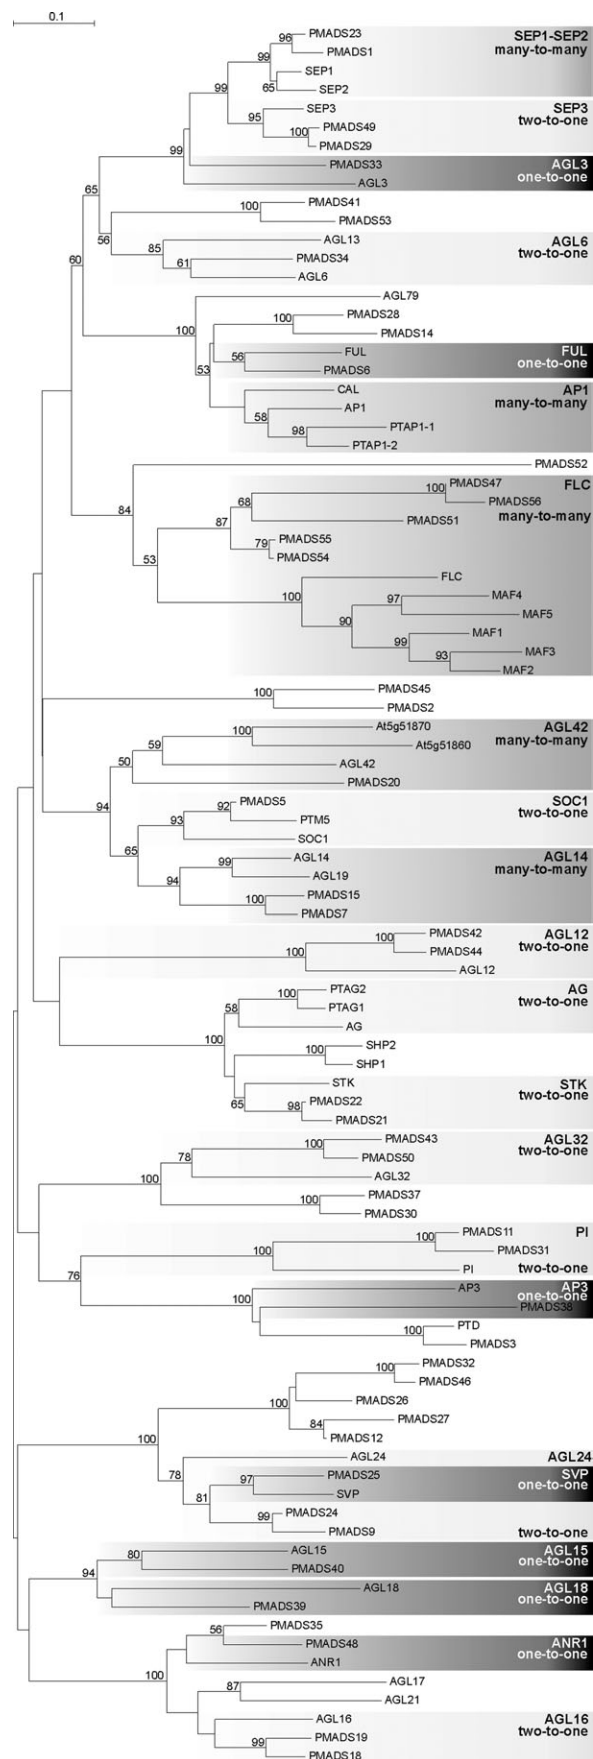 0.1
PMADS23
SEP1-SEP2
96
PMADS1
many-to-many
99
SEP1
65
SEP2
99
SEP3
SEP3
two-to-one
95
PMADS49
100
PMADS29
99
PMADS33
AGL3
one-to-one
AGL3
65
PMADS41
100
PMADS53
56
AGL13
AGL6
85
two-to-one
PMADS34
61
AGL6
60
AGL79
100
PMADS28
100
PMADS14
FUL
FUL
56
one-to-one
53
PMADS6
CAL
AP1
AP1
many-to-many
58
PTAP1-1
98
PTAP1-2
PMADS52
84
PMADS47
FLC
100
PMADS56
68
many-to-many
PMADS51
87
PMADS55
79
PMADS54
53
FLC
100
MAF4
97
MAF5
90
MAF1
99
MAF3
93
MAF2
PMADS45
100
PMADS2
At5g51870
AGL42
100
many-to-many
At5g51860
59
50
AGL42
PMADS20
94
PMADS5
SOC1
92
two-to-one
PTM5
93
SOC1
65
AGL14
AGL14
99
many-to-many
AGL19
94
PMADS15
100
PMADS7
PMADS42
AGL12
100
two-to-one
PMADS44
100
AGL12
PTAG2
AG
100
two-to-one
PTAG1
58
AG
100
SHP2
100
SHP1
STK
STK
two-to-one
65
PMADS22
98
PMADS21
PMADS43
AGL32
100
two-to-one
78
PMADS50
100
AGL32
PMADS37
100
PMADS30
PMADS11
PI
100
PMADS31
100
PI
two-to-one
76
AP3
AP3
one-to-one
100
PMADS38
PTD
100
PMADS3
PMADS32
100
PMADS46
100
PMADS26
PMADS27
84
PMADS12
100
AGL24
AGL24
78
PMADS25
SVP
97
one-to-one
SVP
81
PMADS24
99
PMADS9
two-to-one
AGL15
AGL15
80
one-to-one
PMADS40
94
AGL18
AGL18
one-to-one
PMADS39
PMADS35
56
PMADS48
ANR1
one-to-one
ANR1
100
AGL17
87
AGL21
AGL16
AGL16
two-to-one
PMADS19
99
PMADS18